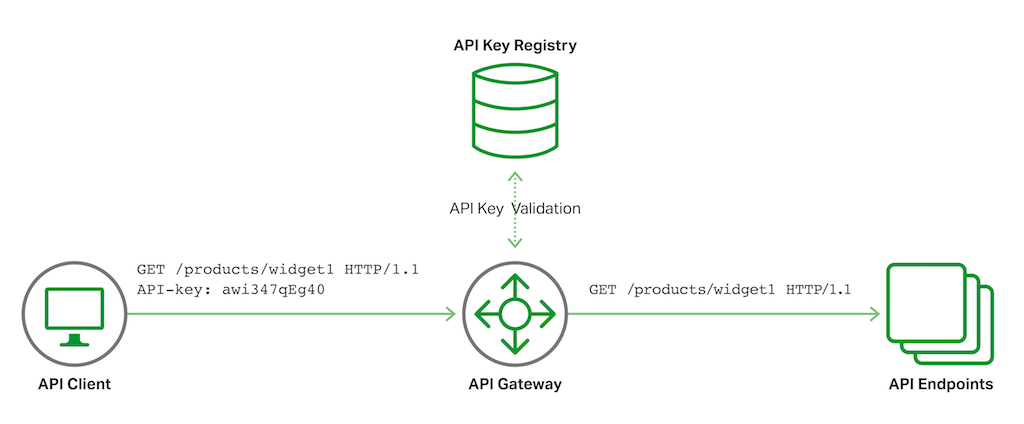 API Key Registry
API Key Validation
GET /products/widget1 HTTP/1.1
API-key: awi347qEg40
GET /products/widget1 HTTP/1.1
API Client
API Gateway
API Endpoints